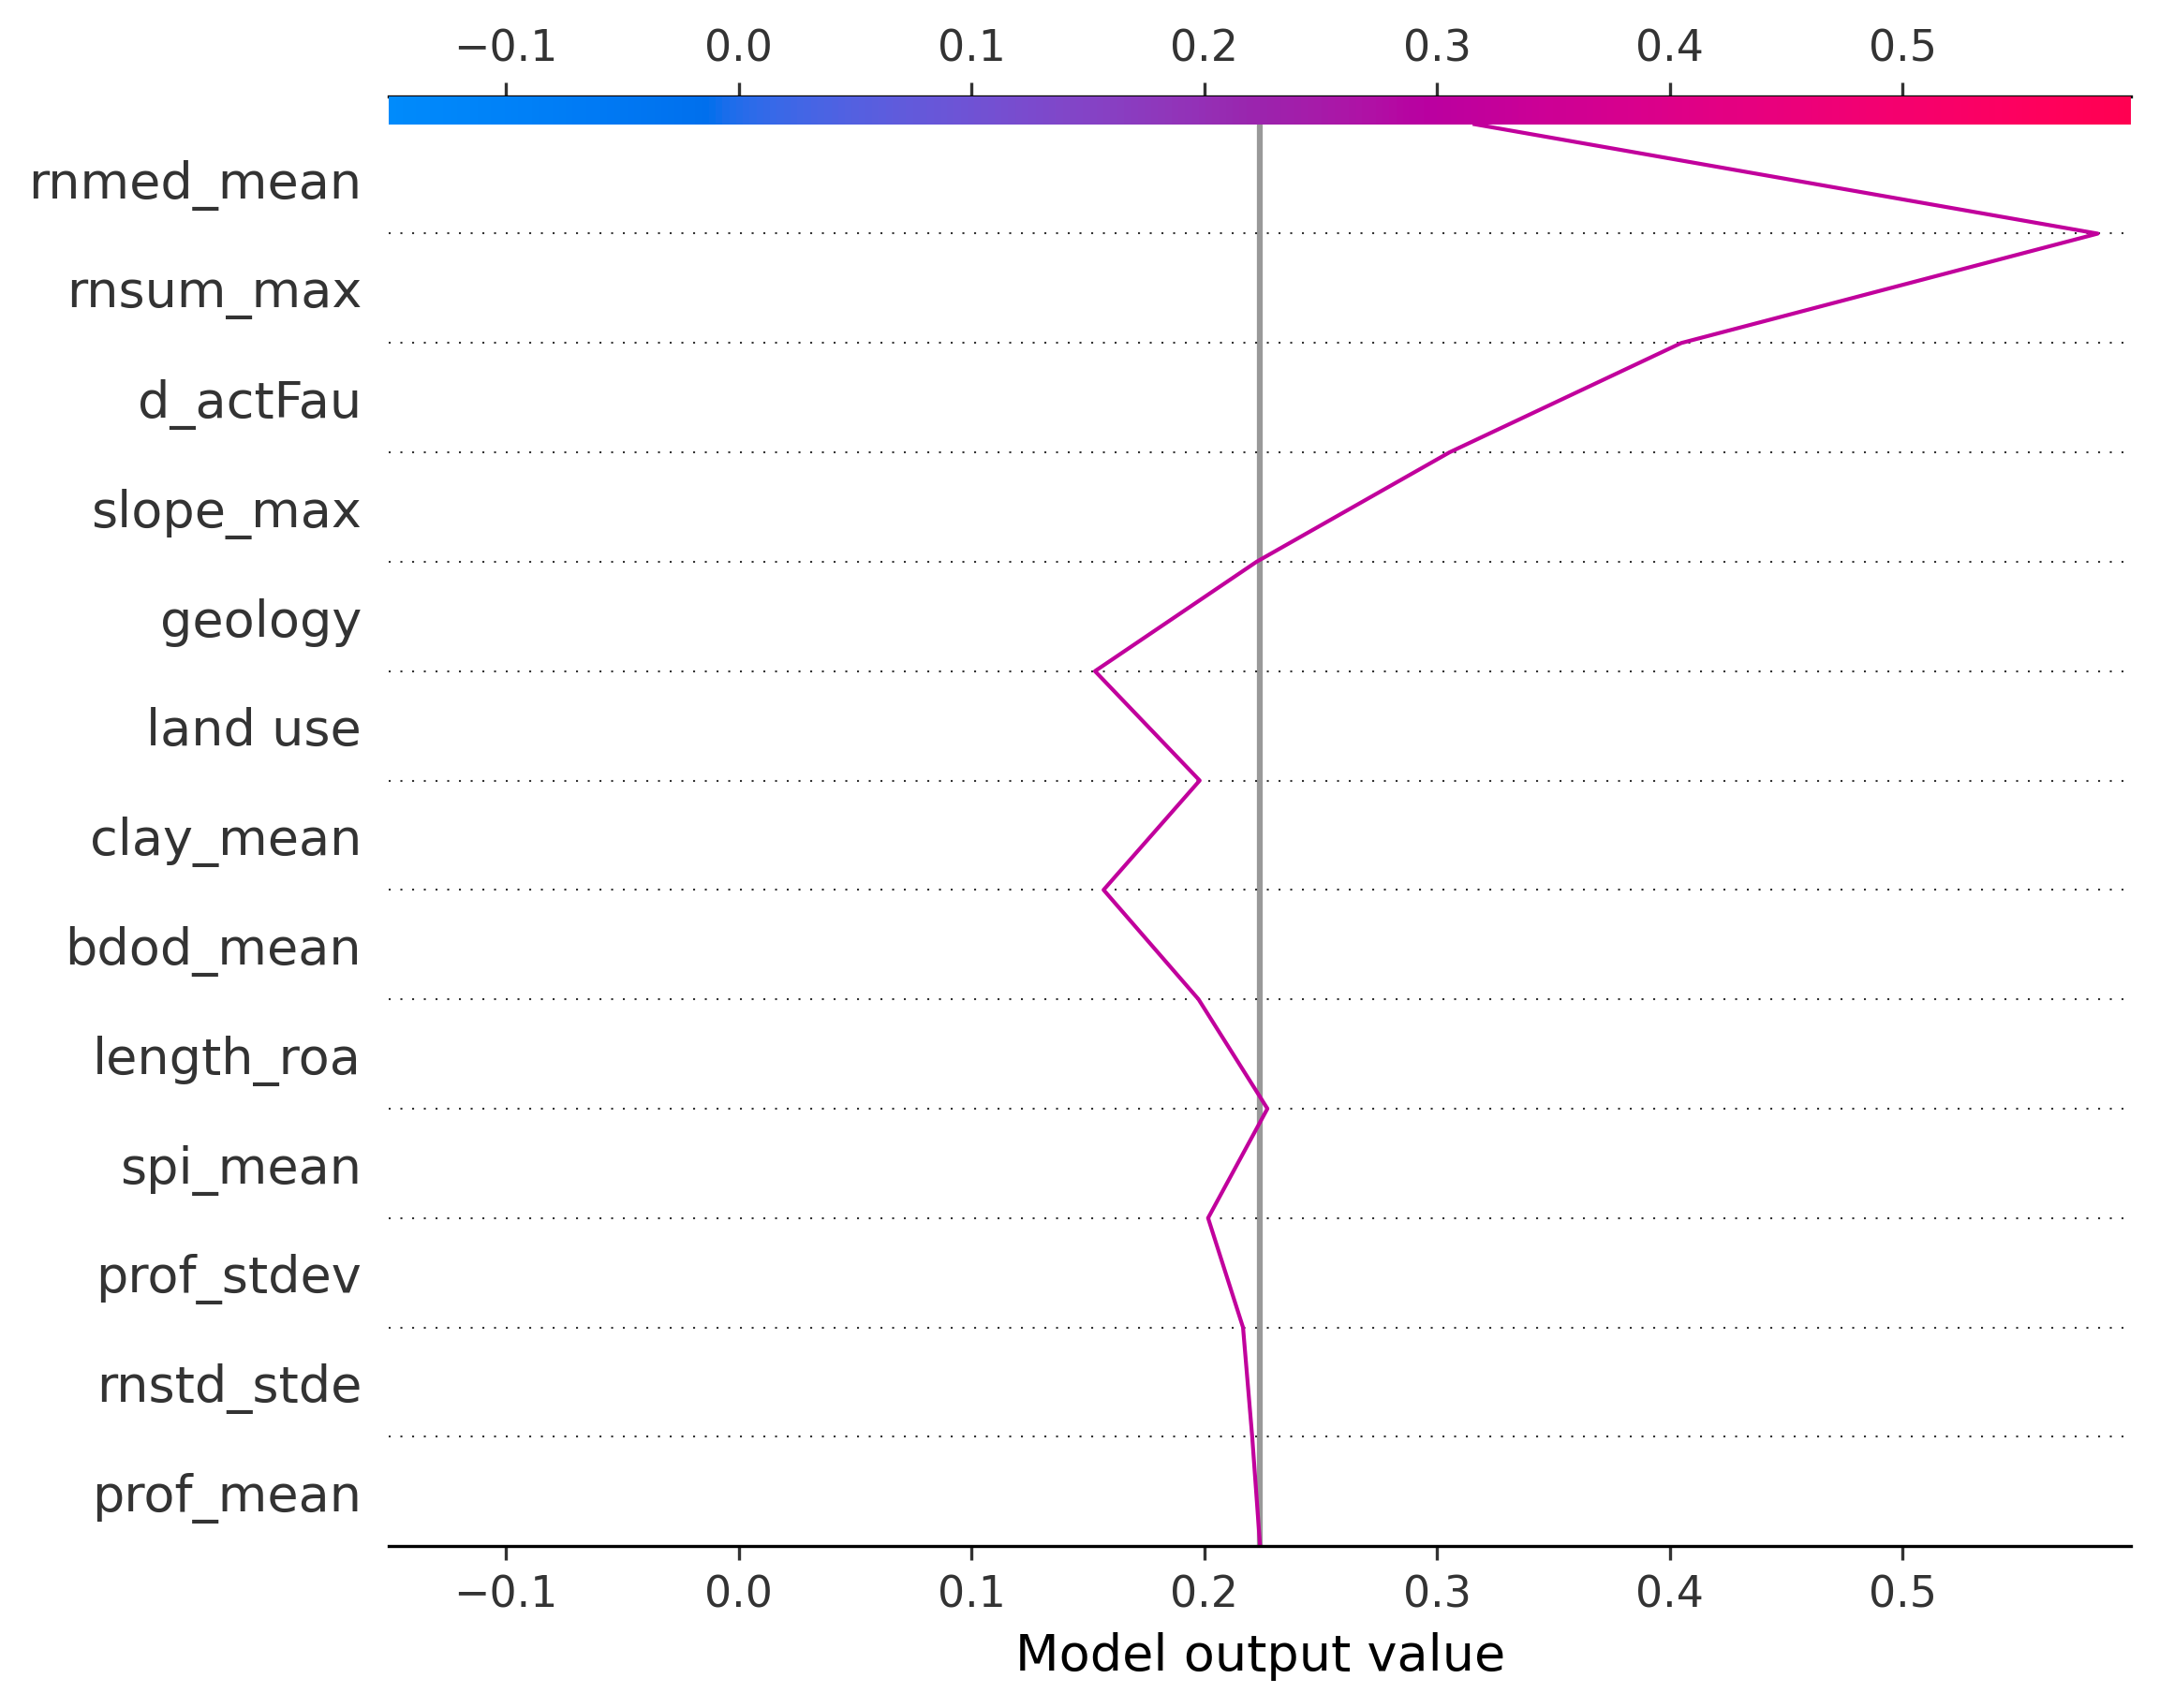 −0.1 0.0 0.1 0.2 0.3 0.4 0.5
rnmed_mean
rnsum_max
d_actFau
slope_max
geology
land use
clay_mean
bdod_mean
length_roa
spi_mean
prof_stdev
rnstd_stde
prof_mean
−0.1 0.0 0.1 0.2 0.3 0.4 0.5
Model output value